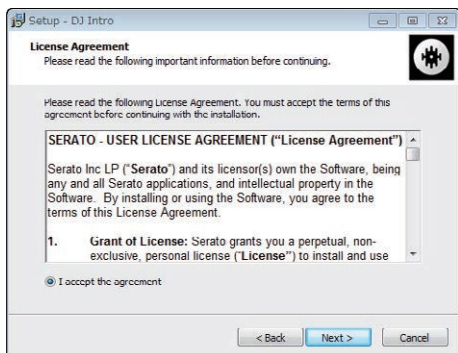 Setup - DJ Intro
License Agreement
Please read the following important information before continuing.
Please read the following License Agreement. You must accept the terms of this
agreement before continuing with the installation.
SERATO - USER LICENSE AGREEMENT (“License Agreement”)
Serato Inc LP (“Serato”) and its licensor(s) own the Software, being
any and all Serato applications, and intellectual property in the
Software. By installing or using the Software, you agree to the
terms of this License Agreement.
1. Grant of License: Serato grants you a perpetual, non-
exclusive, personal license (“License”) to install and use
I accept the agreement
< Back Next > Cancel